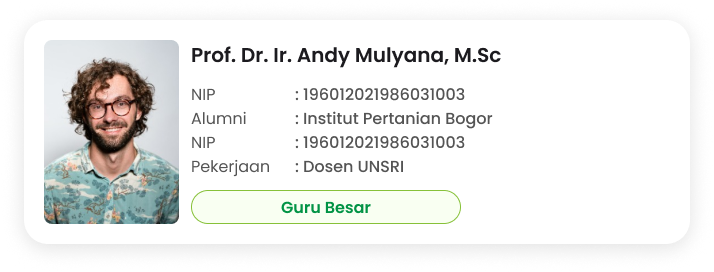 Prof. Dr. Ir. Andy Mulyana, M.Sc
NIP : 196012021986031003
Alumni : Institut Pertanian Bogor
NIP : 196012021986031003
Pekerjaan : Dosen UNSRI
Guru Besar